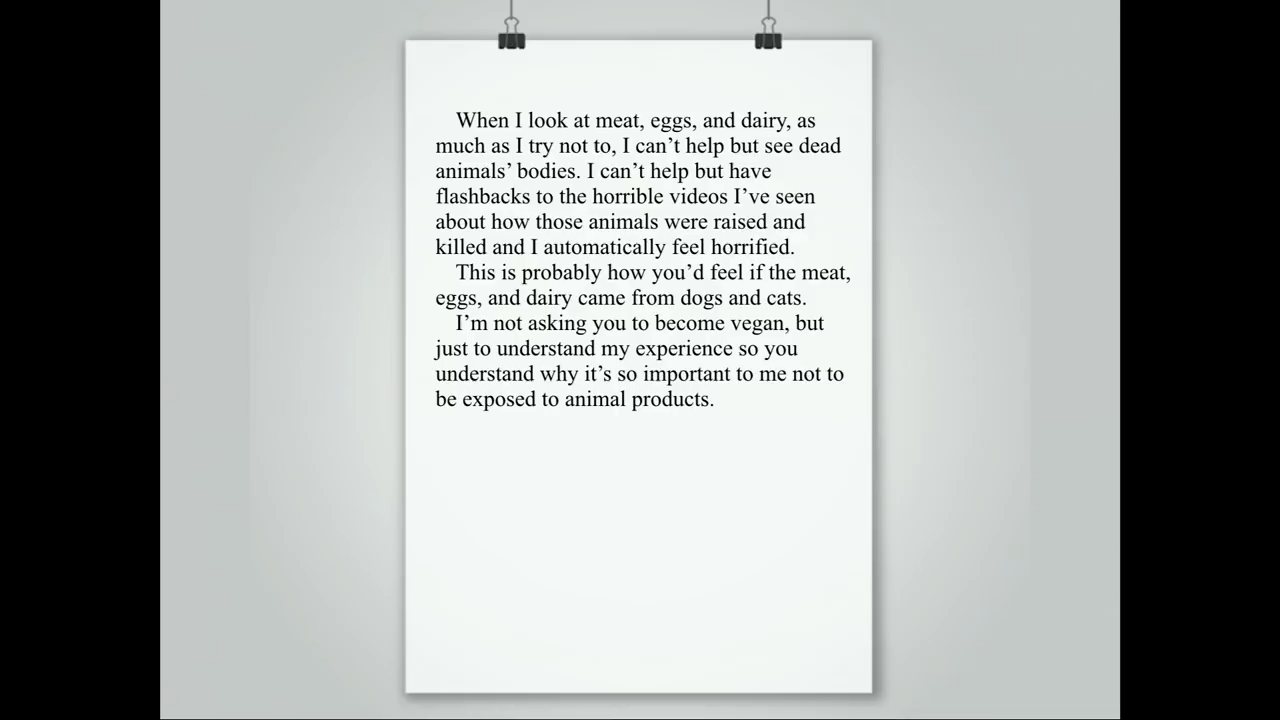 When I look at meat, eggs, and dairy, as
much as I try not to, I can’t help but see dead
animals’ bodies. I can’t help but have
flashbacks to the horrible videos I’ve seen
about how those animals were raised and
killed and I automatically feel horrified.
This is probably how you’d feel if the meat,
eggs, and dairy came from dogs and cats.
I’m not asking you to become vegan, but
just to understand my experience so you
understand why it’s so important to me not to
be exposed to animal products.